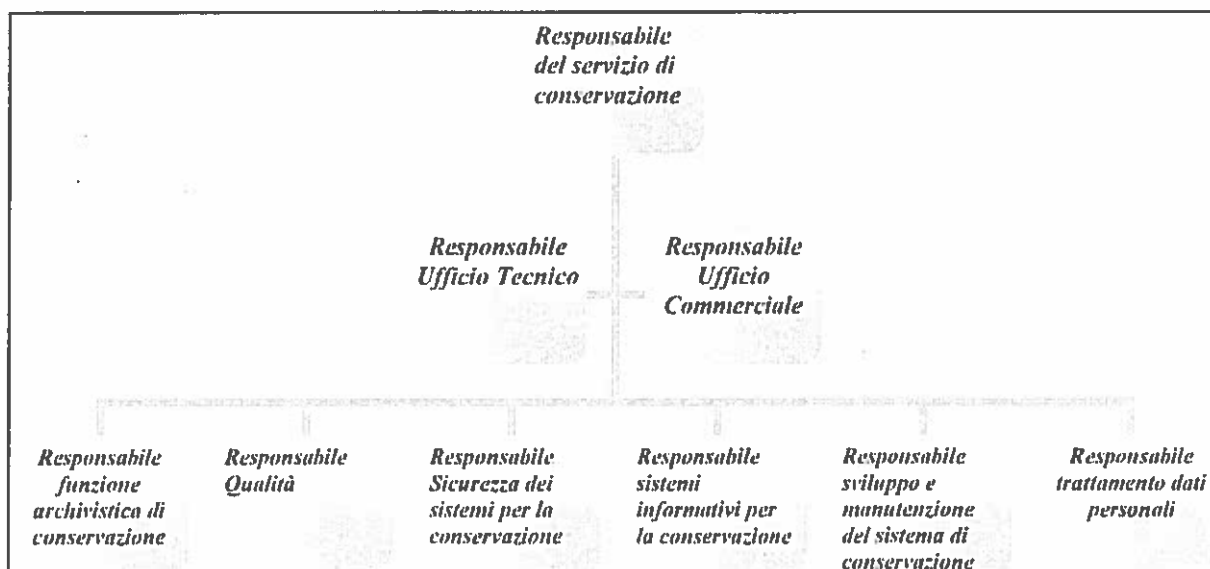 Responsabile
del servizio di
conservazione
Responsabile
Ufficio Tecnico
Responsabile
Ufficio
Commerciale
Responsabile
funzione
archivistica di
conservazione
Responsabile
Qualità
Responsabile
Sicurezza dei
sistemi per la
conservazione
Responsabile
sistemi
informativi per
la conservazione
Responsabile
sviluppo e
manutenzione
del sistema di
conservazione
Responsabile
trattamento dati
personali